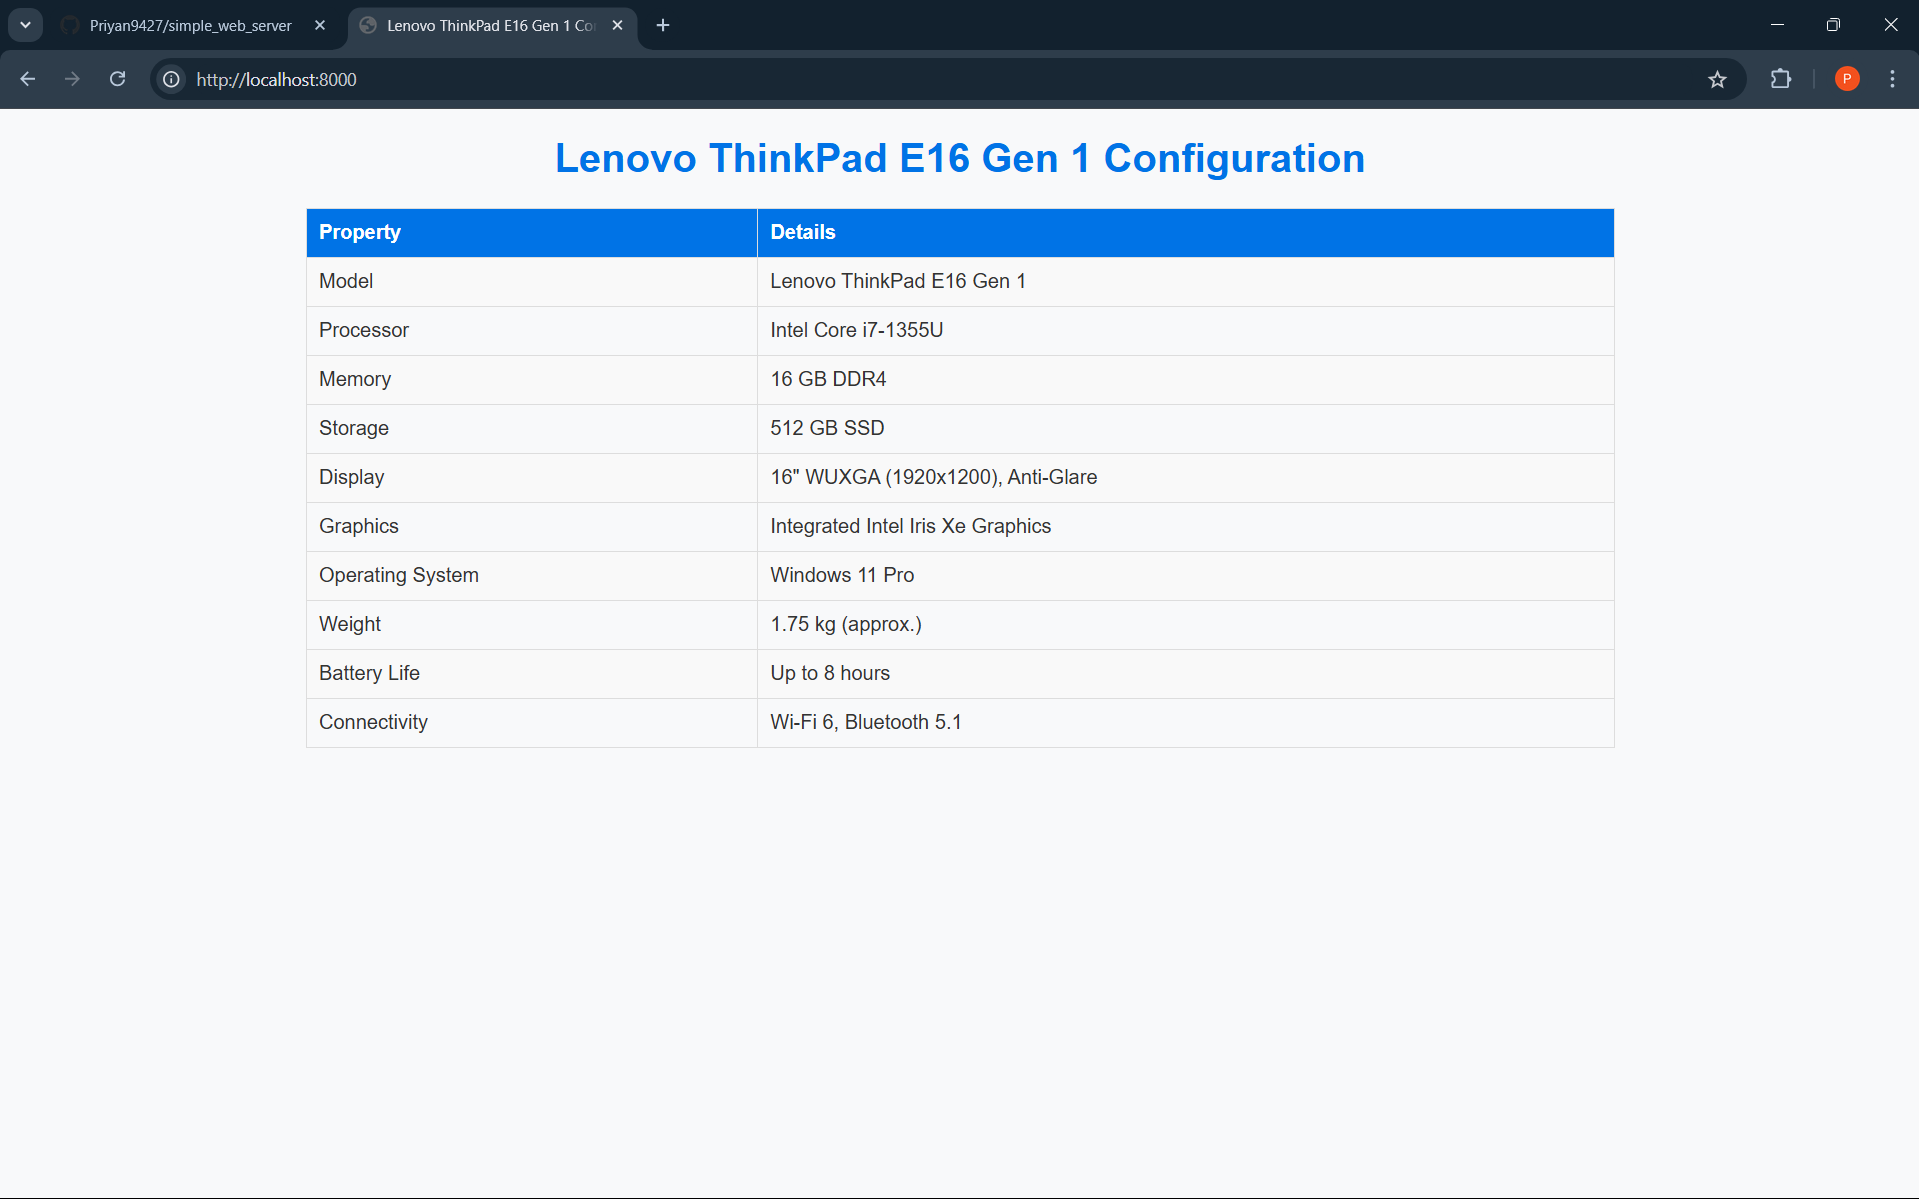 Priyan9427/simple_web_server
Lenovo ThinkPad E16 Gen 1 Co
http://localhost:8000
P
Lenovo ThinkPad E16 Gen 1 Configuration
Property Details
Model Lenovo ThinkPad E16 Gen 1
Processor Intel Core i7-1355U
Memory 16 GB DDR4
Storage 512 GB SSD
Display 16" WUXGA (1920x1200), Anti-Glare
Graphics Integrated Intel Iris Xe Graphics
Operating System Windows 11 Pro
Weight 1.75 kg (approx.)
Battery Life Up to 8 hours
Connectivity Wi-Fi 6, Bluetooth 5.1